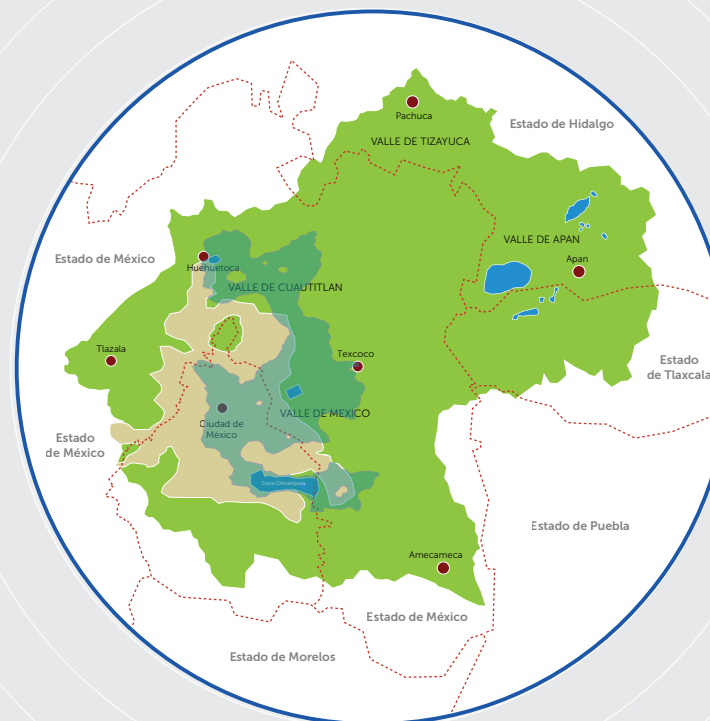 Pachuca
Estado de Hidalgo
VALLE DE TIZAYUCA
VALLE DE APAN
Estado de México
Apan
Huehuetoca
VALLE DE CUAUTITLAN
Tlazala
Texcoco
Estado
de Tlaxcala
VALLE DE MEXICO
Ciudad de
México
Estado
de México
Zona Chinampera
Estado de Puebla
Amecameca
Estado de México
Estado de Morelos